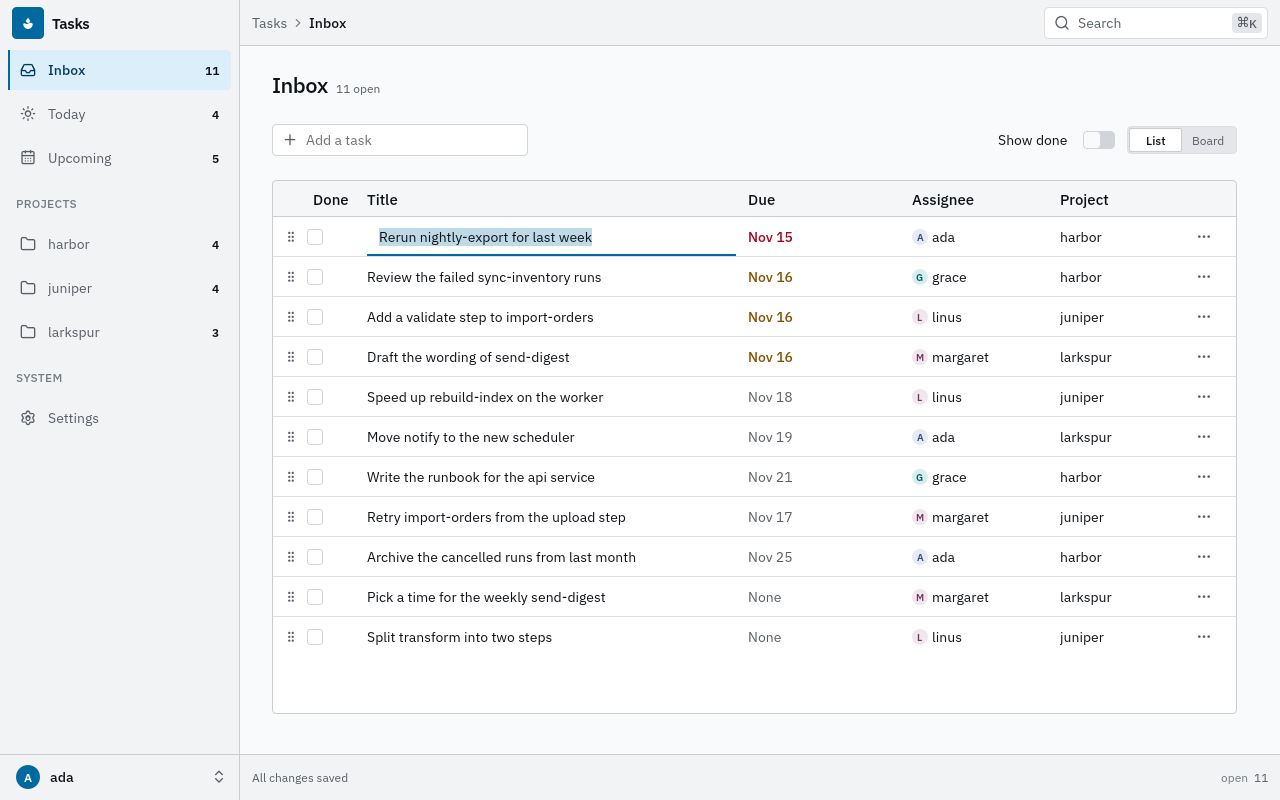 Tasks
Inbox 11
Today 4
Upcoming 5
PROJECTS
harbor 4
juniper 4
larkspur 3
SYSTEM
Settings
A ada
Tasks Inbox
Search ⌘K
Inbox 11 open
Add a task
Show done List Board
Done Title Due Assignee Project
Rerun nightly-export for last week Nov 15 A ada harbor
Review the failed sync-inventory runs Nov 16 G grace harbor
Add a validate step to import-orders Nov 16 L linus juniper
Draft the wording of send-digest Nov 16 M margaret larkspur
Speed up rebuild-index on the worker Nov 18 L linus juniper
Move notify to the new scheduler Nov 19 A ada larkspur
Write the runbook for the api service Nov 21 G grace harbor
Retry import-orders from the upload step Nov 17 M margaret juniper
Archive the cancelled runs from last month Nov 25 A ada harbor
Pick a time for the weekly send-digest None M margaret larkspur
Split transform into two steps None L linus juniper
All changes saved open 11